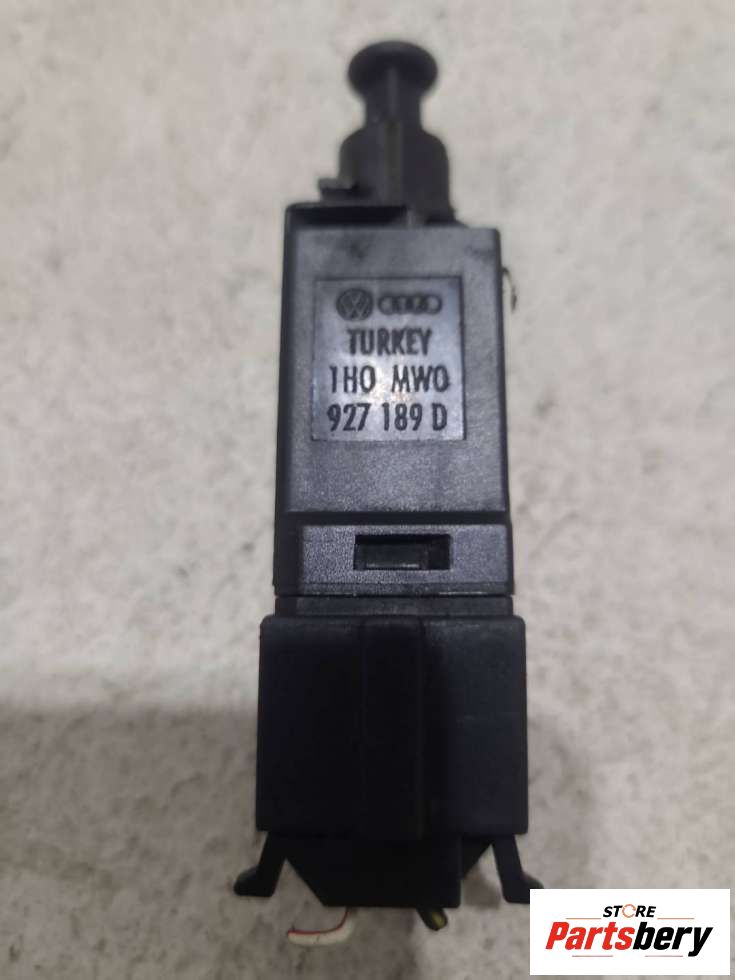 TURKEY
1H0 MW0
927 189 D
STORE
Partsbery